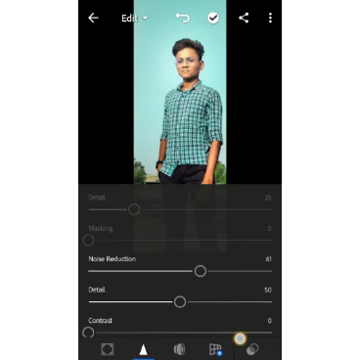 Edit
Detail 25
Masking 0
Noise Reduction 61
Detail 50
Contrast 0